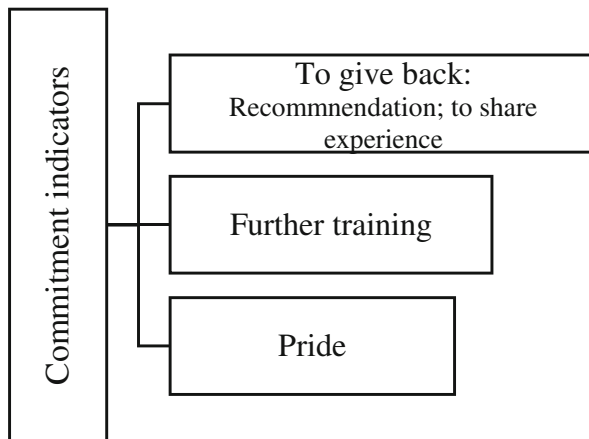 Commitment indicators
To give back:
Recommnendation; to share
experience
Further training
Pride